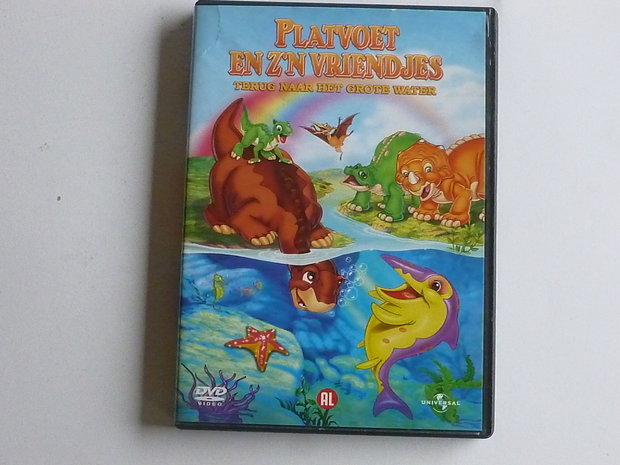 PLATVOET
EN Z'N VRIENDJES
TERUG NAAR HET GROTE WATER
DVD
VIDEO
AL
UNIVERSAL